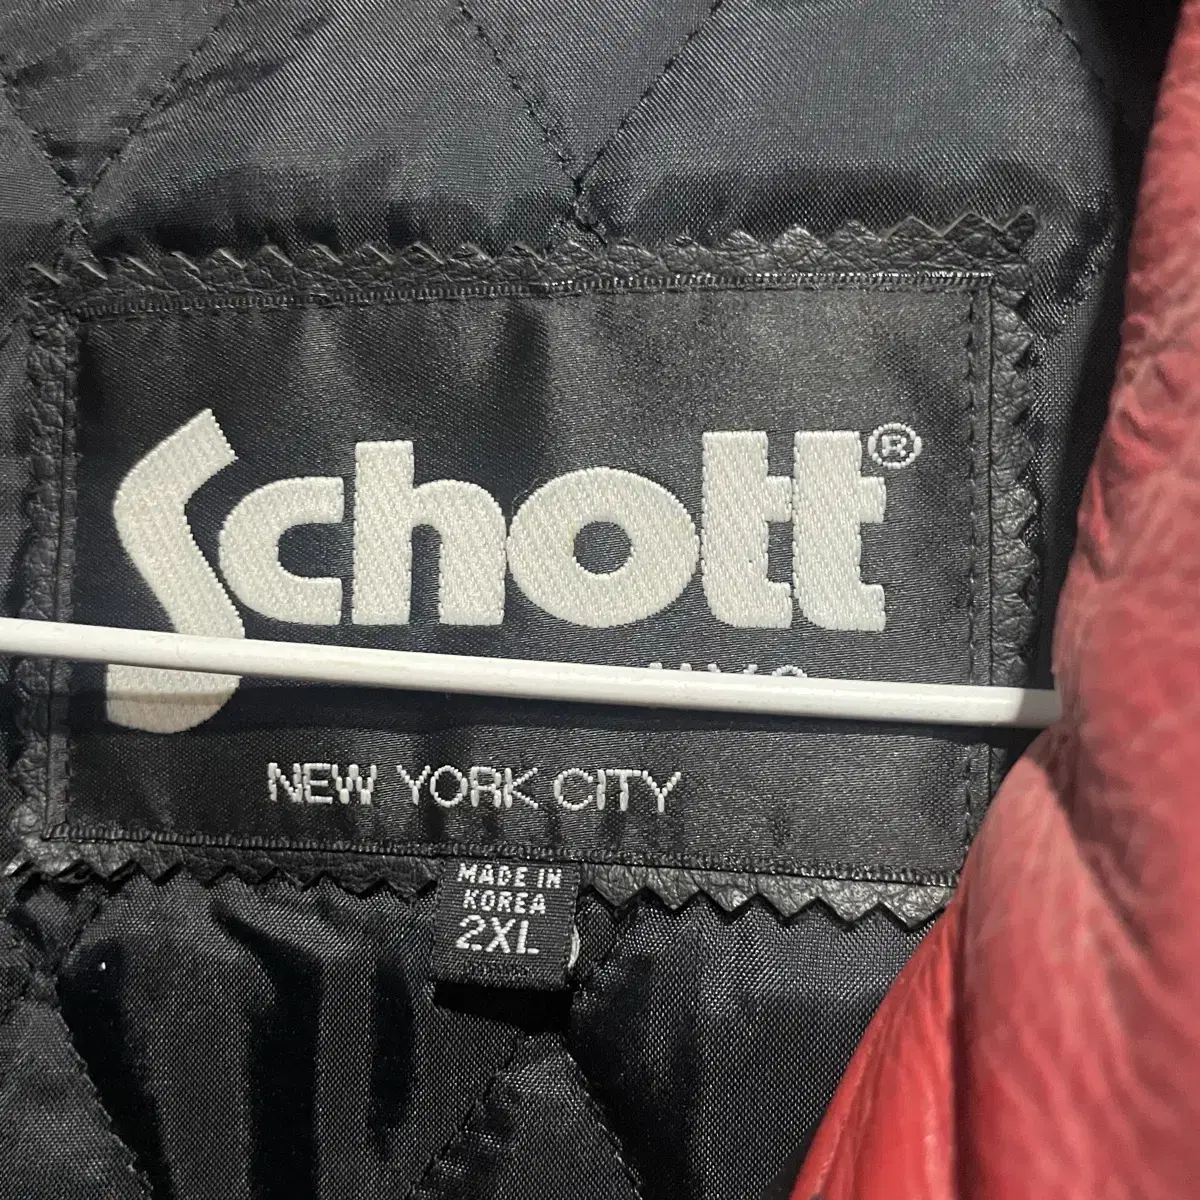 Schott®
NEW YORK CITY
MADE IN
KOREA
2XL